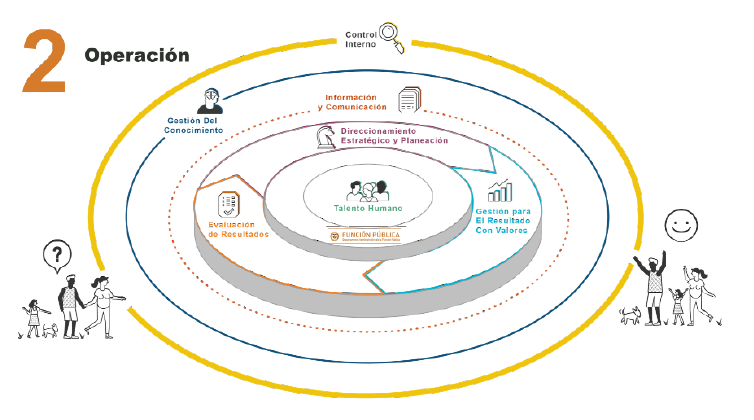 2
Operación
Control
Interno
Información
y Comunicación
Gestión Del
Conocimiento
Direccionamiento
Estratégico y Planeación
Talento Humano
Gestión para
El Resultado
Con Valores
Evaluación
de Resultados
FUNCIÓN PÚBLICA
?